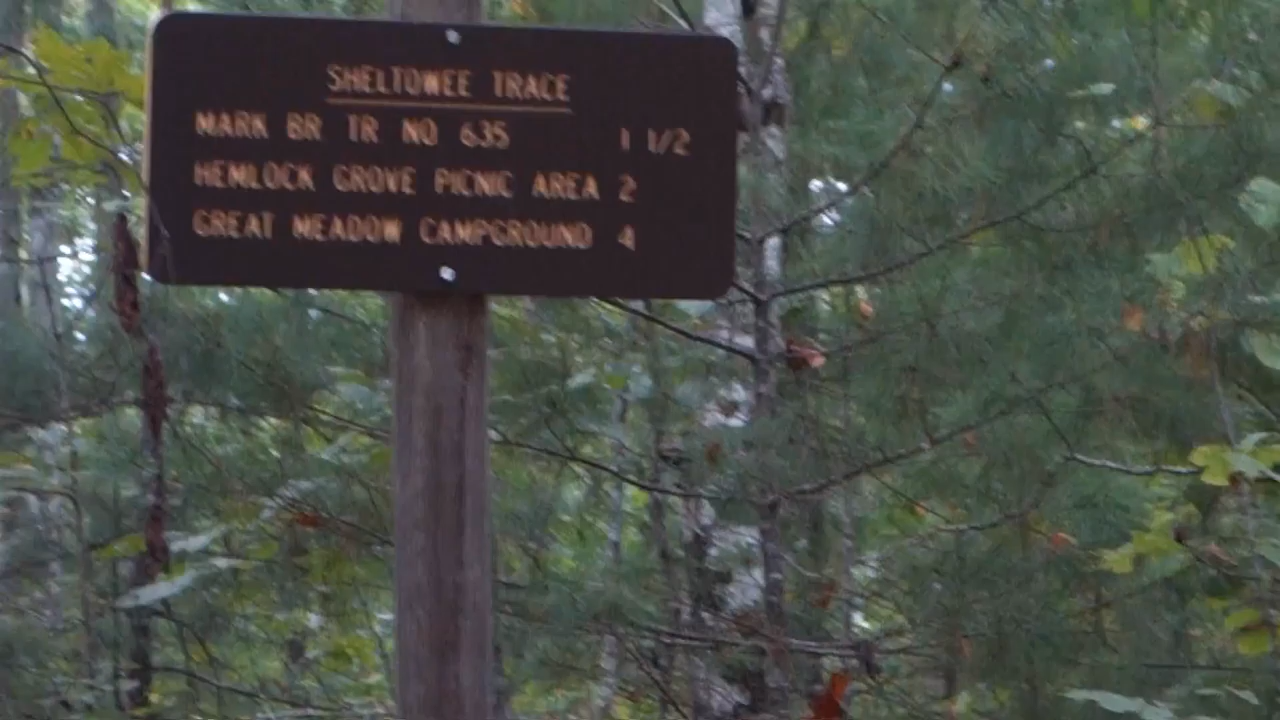 SHELTOWEE TRACE
MARK BR TR NO 635 1 1/2
HEMLOCK GROVE PICNIC AREA 2
GREAT MEADOW CAMPGROUND 4